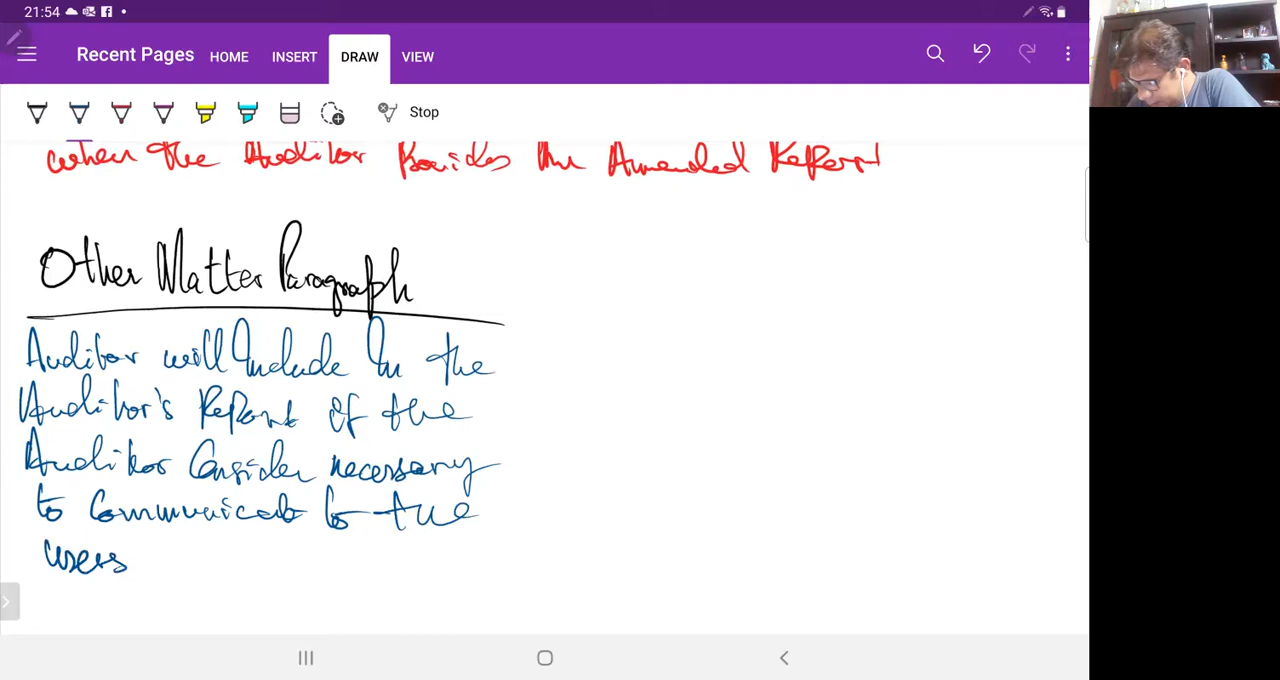 21:54
Recent Pages HOME INSERT DRAW VIEW
Stop
when the Auditor Provides the Amended Report
Other Matter Paragraph
Auditor will Include In the
Auditor's Report If the
Auditor Consider necessary
to Communicate to the
users